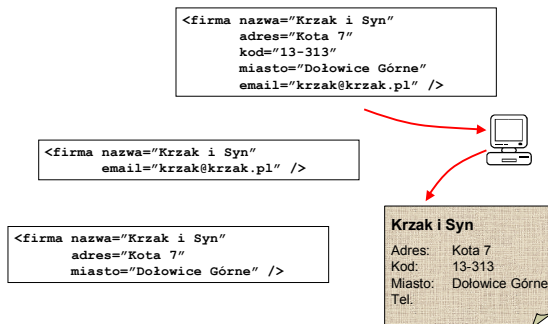 <firma nazwa=”Krzak i Syn”
adres=”Kota 7”
kod=”13-313”
miasto=”Dołowice Górne”
email=”krzak@krzak.pl” />
<firma nazwa=”Krzak i Syn”
email=”krzak@krzak.pl” />
<firma nazwa=”Krzak i Syn”
adres=”Kota 7”
miasto=”Dołowice Górne” />
Krzak i Syn
Adres: Kota 7
Kod: 13-313
Miasto: Dołowice Górne
Tel.